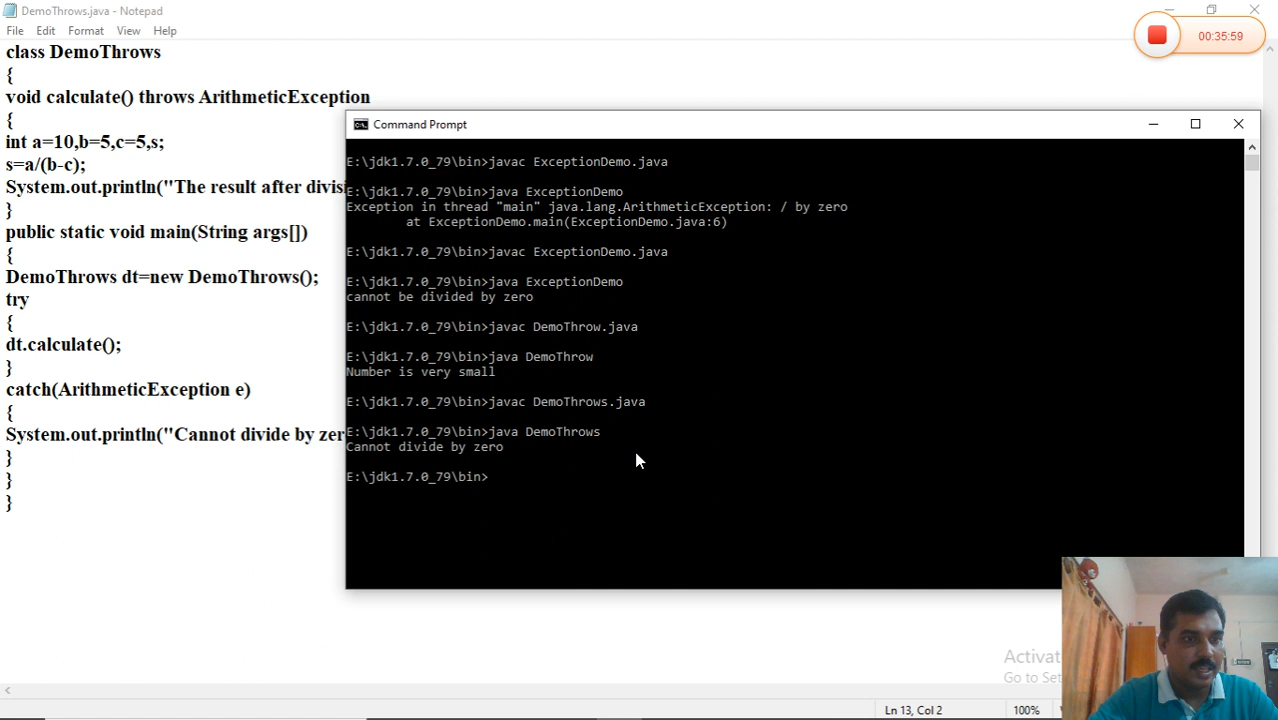 DemoThrows.java - Notepad
File Edit Format View Help
00:35:59
class DemoThrows
{
void calculate() throws ArithmeticException
{
int a=10,b=5,c=5,s;
s=a/(b-c);
System.out.println("The result after divisi
}
public static void main(String args[])
{
DemoThrows dt=new DemoThrows();
try
{
dt.calculate();
}
catch(ArithmeticException e)
{
System.out.println("Cannot divide by zer
}
}
}
Command Prompt
E:\jdk1.7.0_79\bin>javac ExceptionDemo.java
E:\jdk1.7.0_79\bin>java ExceptionDemo
Exception in thread "main" java.lang.ArithmeticException: / by zero
at ExceptionDemo.main(ExceptionDemo.java:6)
E:\jdk1.7.0_79\bin>javac ExceptionDemo.java
E:\jdk1.7.0_79\bin>java ExceptionDemo
cannot be divided by zero
E:\jdk1.7.0_79\bin>javac DemoThrow.java
E:\jdk1.7.0_79\bin>java DemoThrow
Number is very small
E:\jdk1.7.0_79\bin>javac DemoThrows.java
E:\jdk1.7.0_79\bin>java DemoThrows
Cannot divide by zero
E:\jdk1.7.0_79\bin>
Activat
Go to Set
Ln 13, Col 2 100%